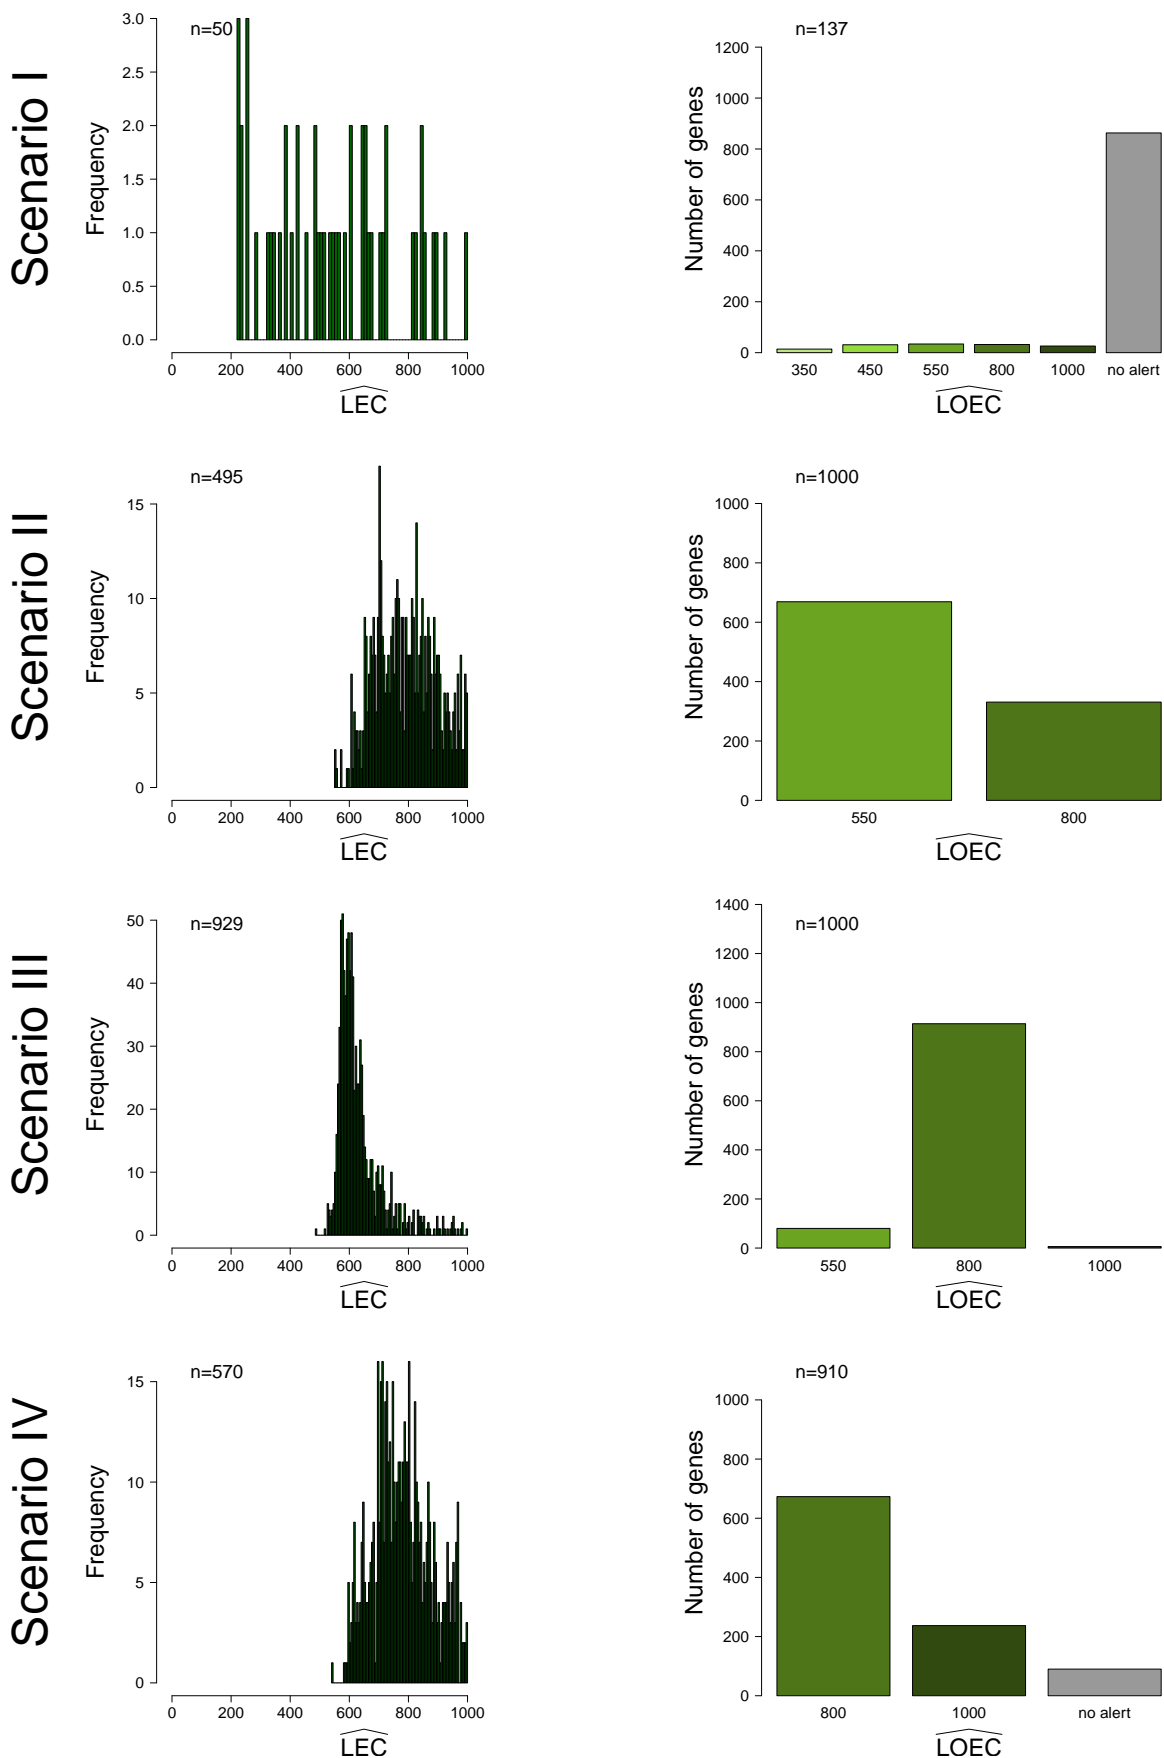 Scenario I
n=50
Frequency
3.0
2.5
2.0
1.5
1.0
0.5
0.0
0 200 400 600 800 1000
LEC
n=137
Number of genes
1200
1000
800
600
400
200
0
350 450 550 800 1000 no alert
LOEC
Scenario II
n=495
Frequency
15
10
5
0
0 200 400 600 800 1000
LEC
n=1000
Number of genes
1000
800
600
400
200
0
550 800
LOEC
Scenario III
n=929
Frequency
50
40
30
20
10
0
0 200 400 600 800 1000
LEC
n=1000
Number of genes
1400
1200
1000
800
600
400
200
0
550 800 1000
LOEC
Scenario IV
n=570
Frequency
15
10
5
0
0 200 400 600 800 1000
LEC
n=910
Number of genes
1000
800
600
400
200
0
800 1000 no alert
LOEC